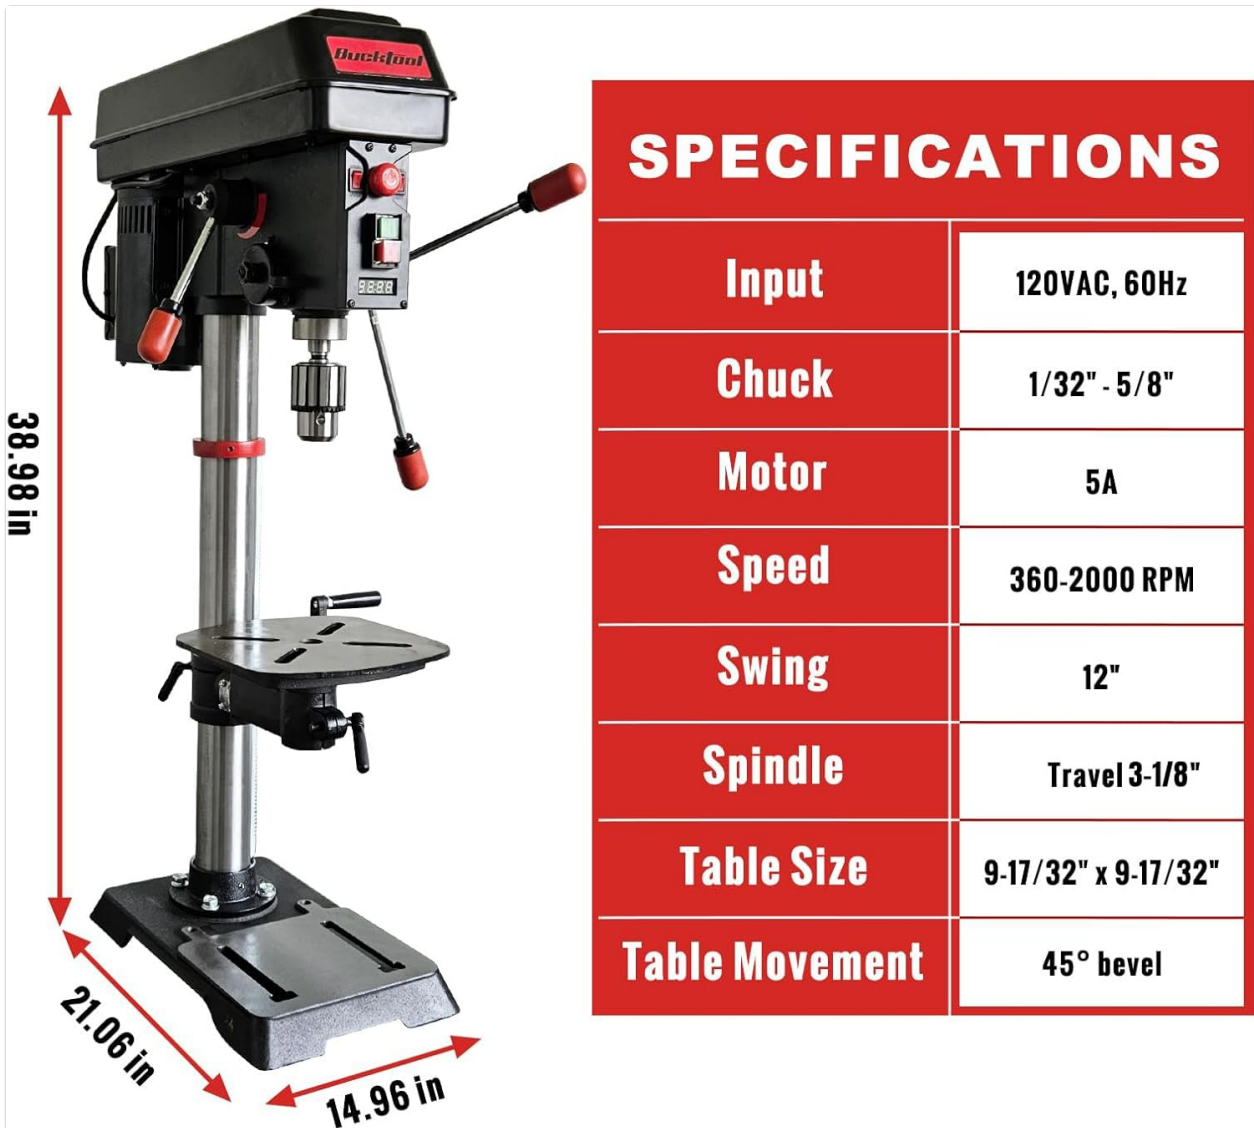 Bucktool
38.98 in
21.06 in
14.96 in
SPECIFICATIONS
Input
120VAC, 60Hz
Chuck
1/32" - 5/8"
Motor
5A
Speed
360-2000 RPM
Swing
12"
Spindle
Travel 3-1/8"
Table Size
9-17/32" x 9-17/32"
Table Movement
45° bevel